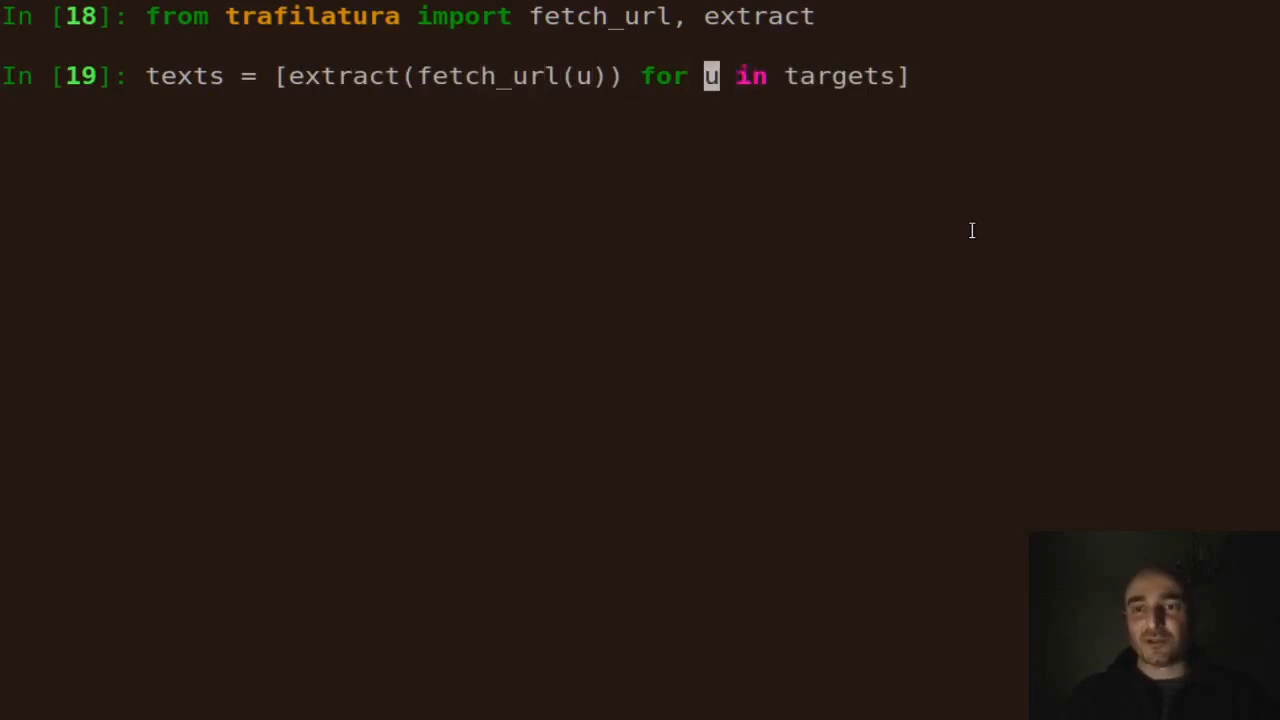 In [18]: from trafilatura import fetch_url, extract
In [19]: texts = [extract(fetch_url(u)) for u in targets]